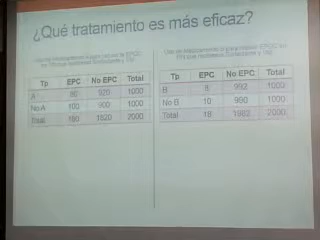 ¿Qué tratamiento es más eficaz?
Tp EPC No EPC Total
A 80 920 1000
No A 100 900 1000
Total 180 1820 2000
Tp EPC No EPC Total
B 8 992 1000
No B 10 990 1000
Total 18 1982 2000